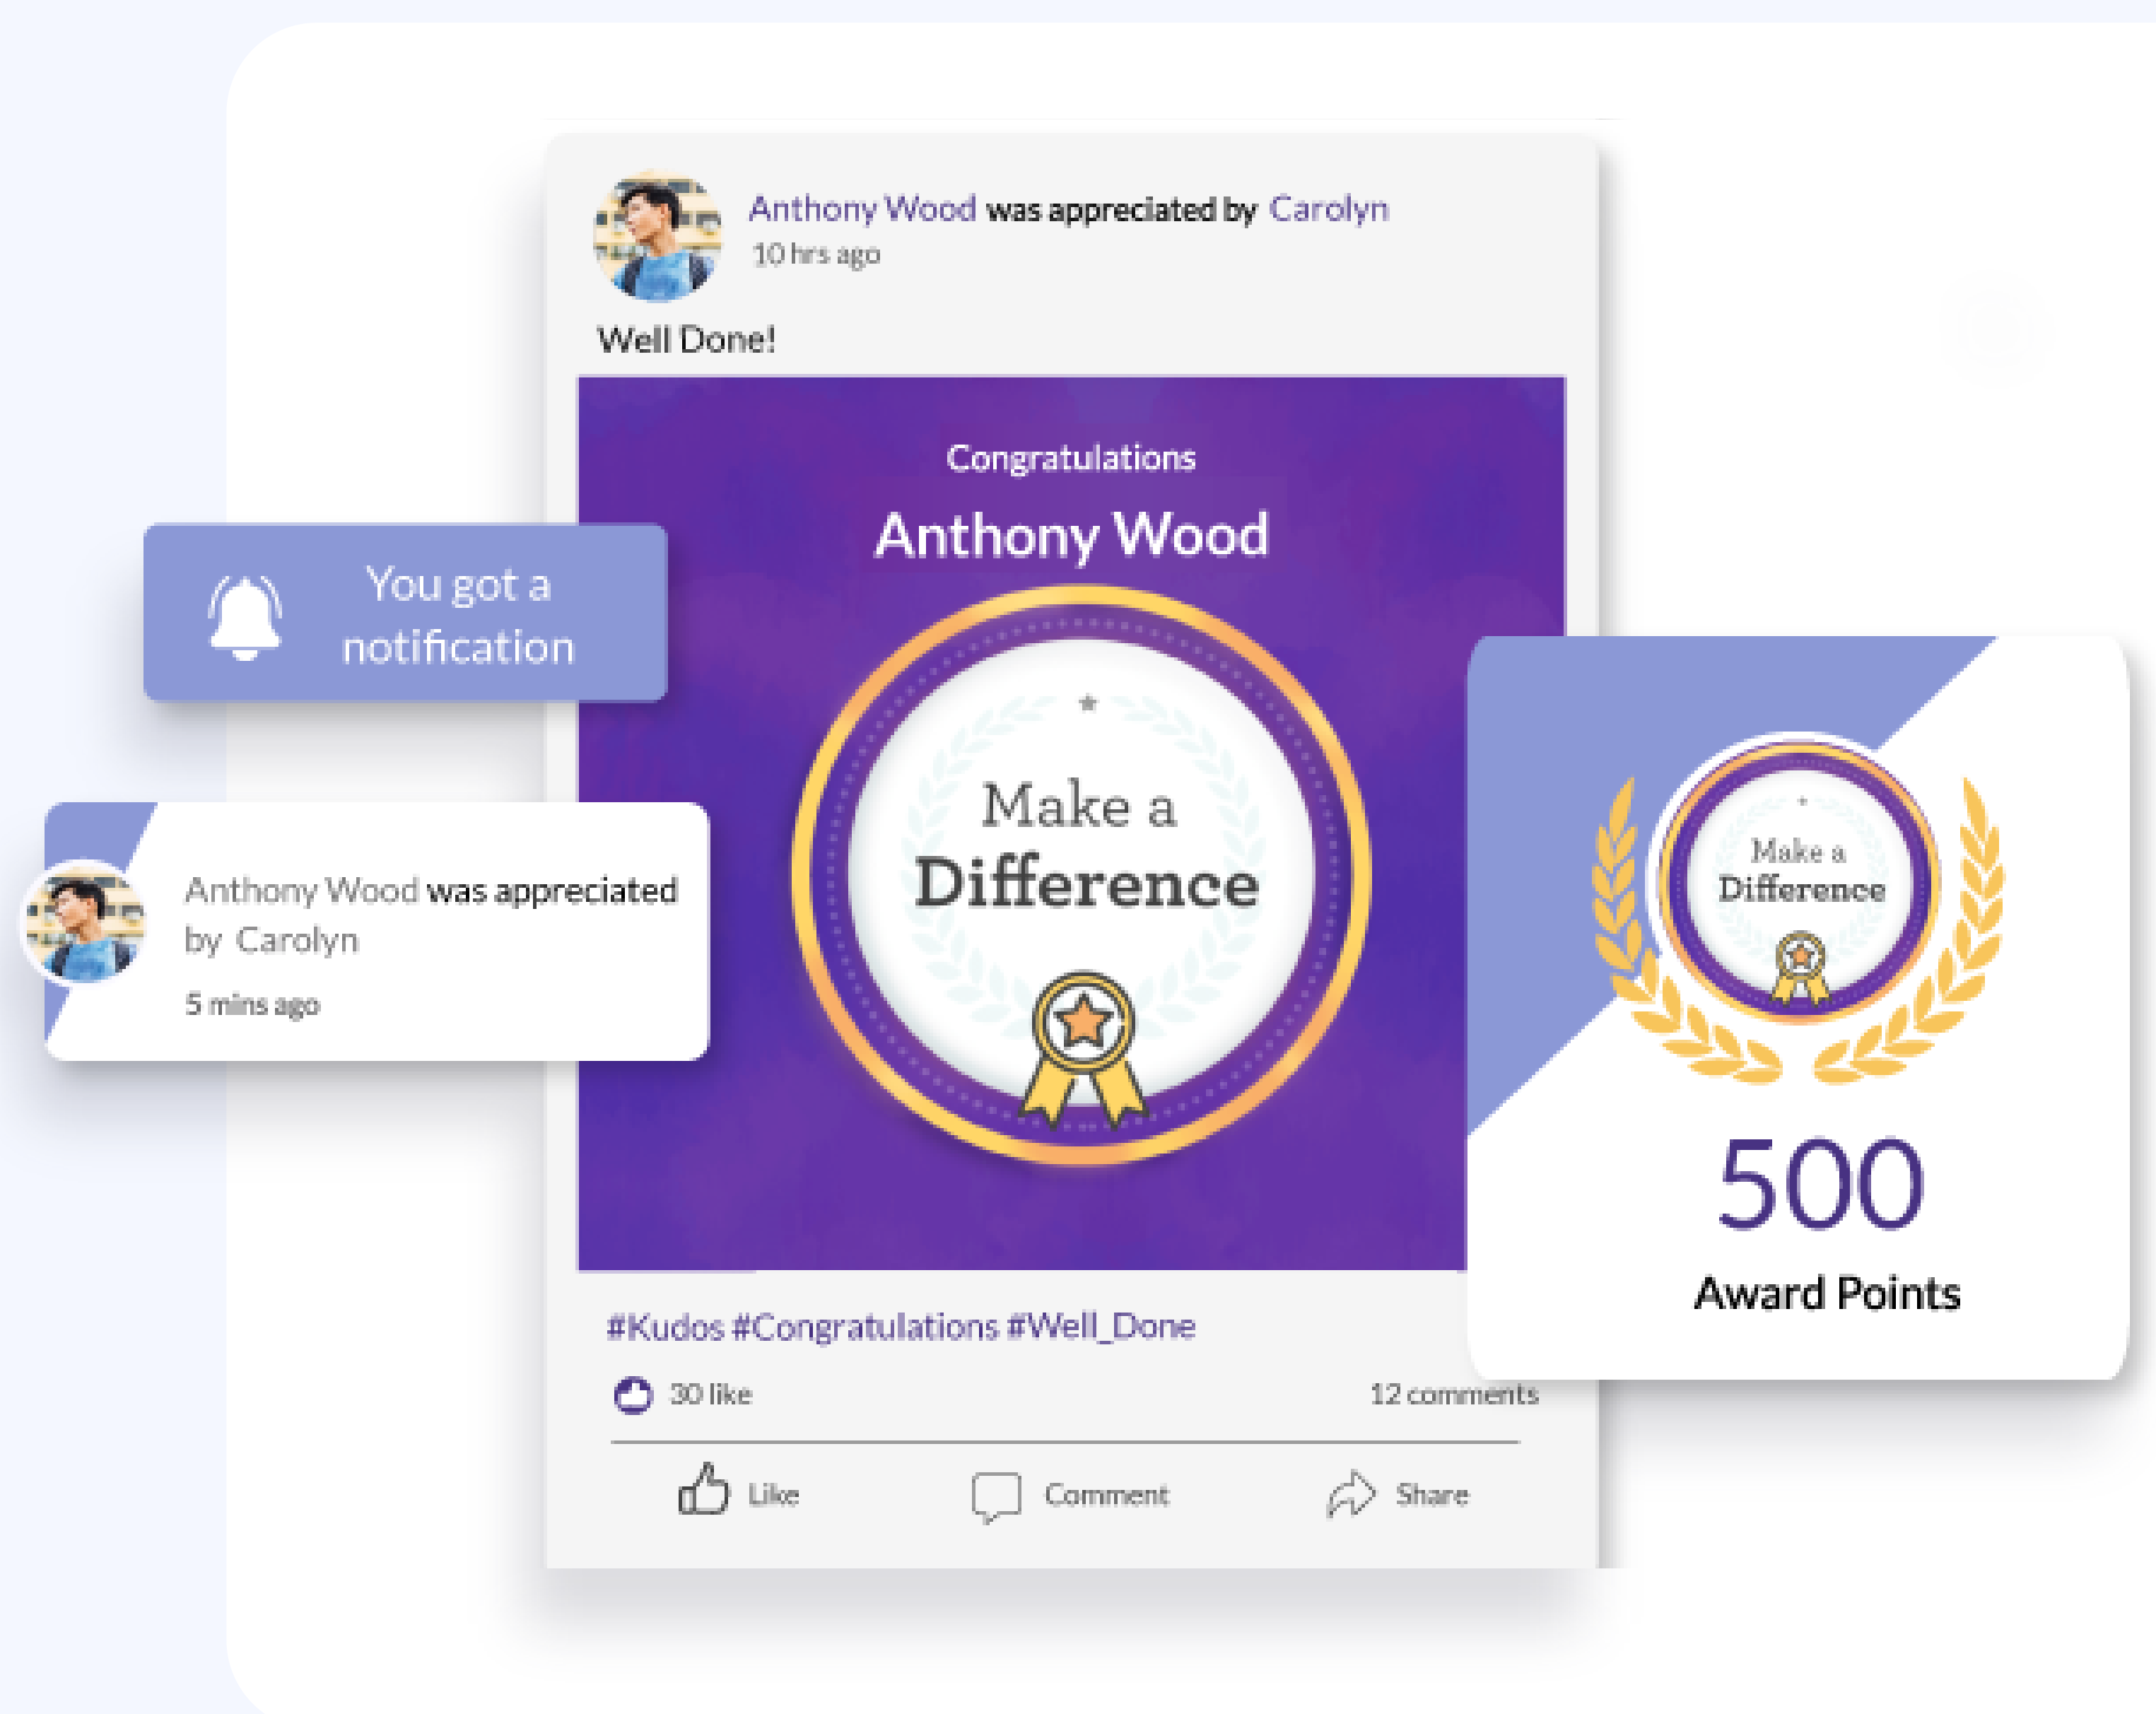 Anthony Wood was appreciated by Carolyn
10 hrs ago
Well Done!
Congratulations
Anthony Wood
Make a
Difference
You got a
notification
Anthony Wood was appreciated
by Carolyn
5 mins ago
Make a
Difference
500
Award Points
#Kudos #Congratulations #Well_Done
30 like
12 comments
Like
Comment
Share